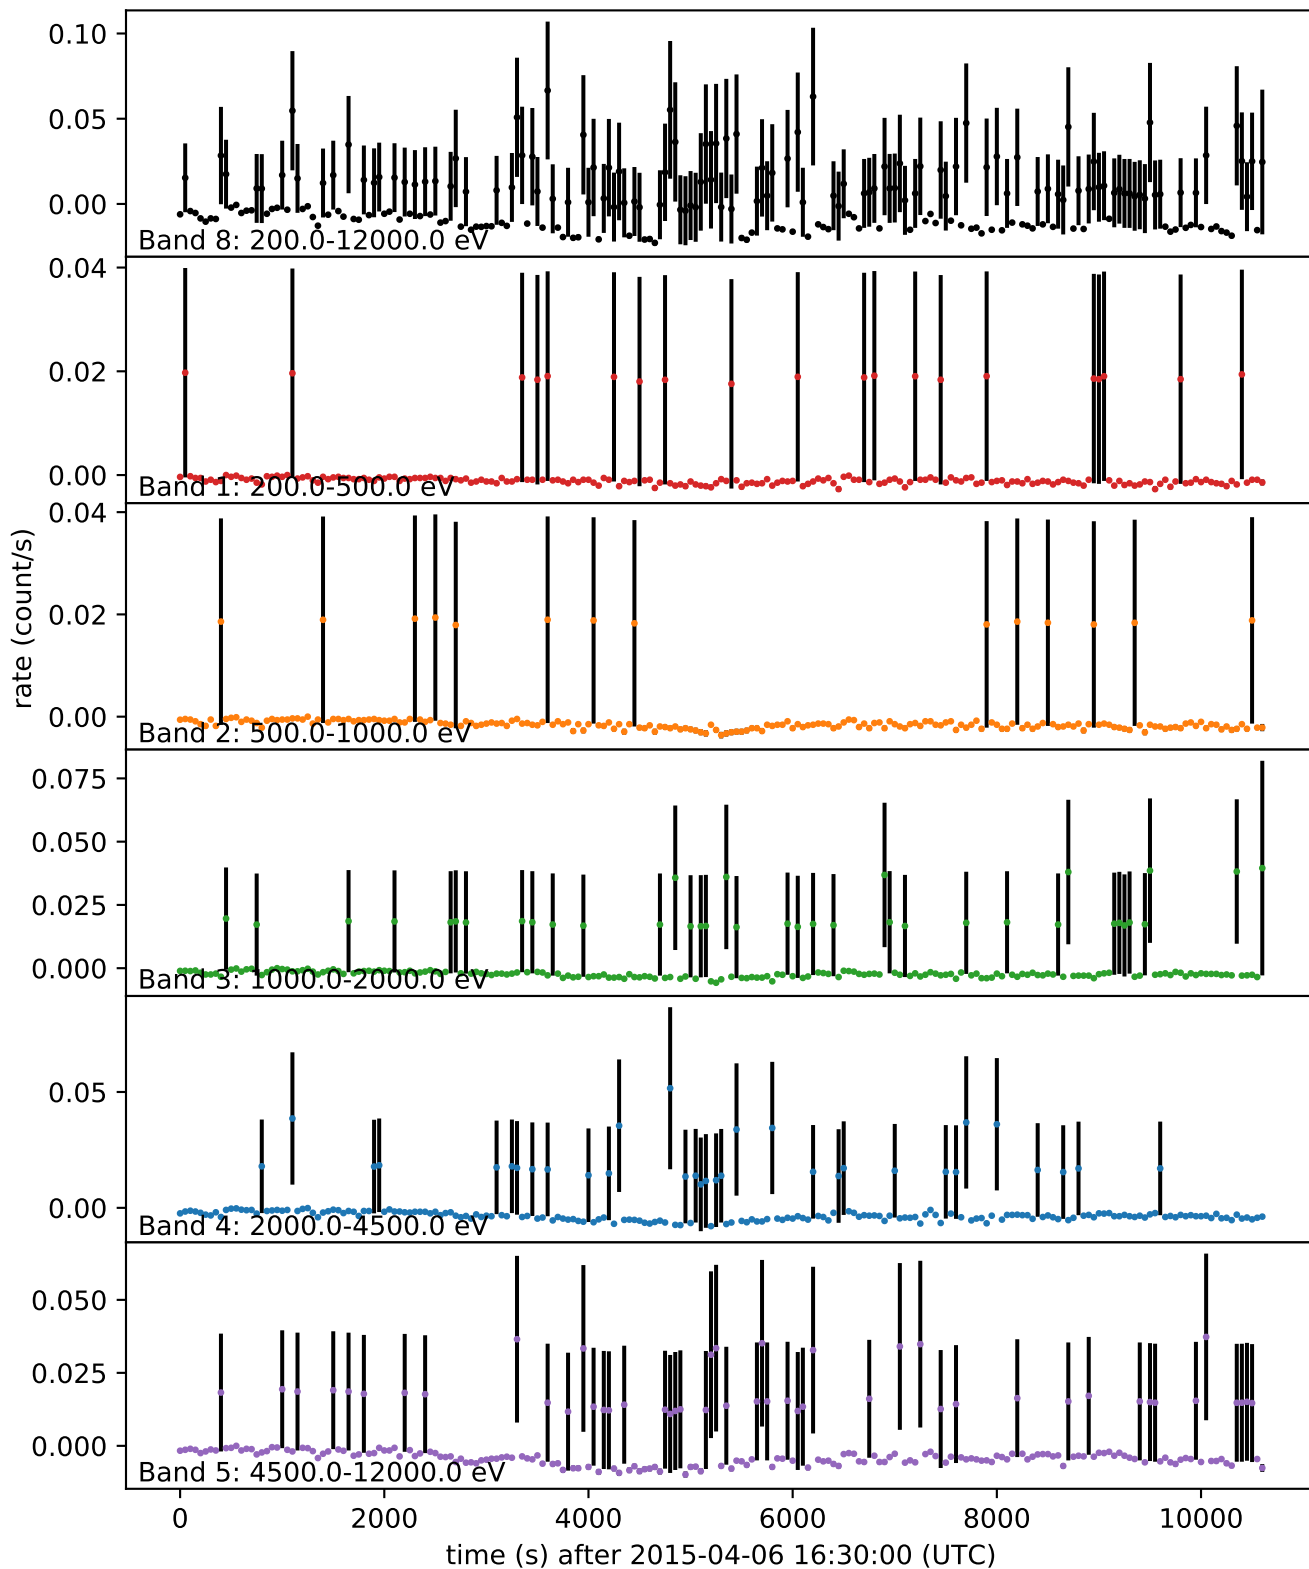 0.10
0.05
0.00
Band 8: 200.0-12000.0 eV
0.04
0.02
0.00
Band 1: 200.0-500.0 eV
0.04
0.02
0.00
Band 2: 500.0-1000.0 eV
rate (count/s)
0.075
0.050
0.025
0.000
Band 3: 1000.0-2000.0 eV
0.05
0.00
Band 4: 2000.0-4500.0 eV
0.050
0.025
0.000
Band 5: 4500.0-12000.0 eV
0 2000 4000 6000 8000 10000
time (s) after 2015-04-06 16:30:00 (UTC)